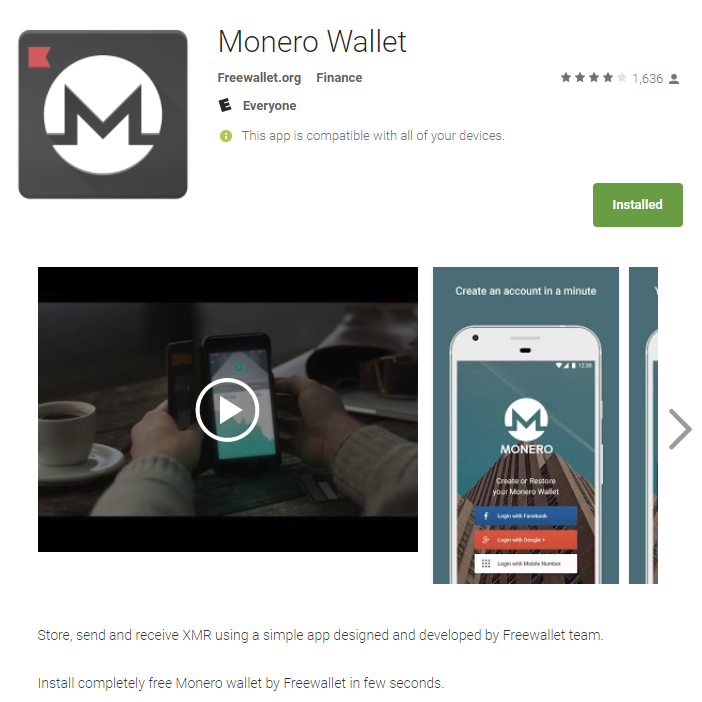 Monero Wallet
Freewallet.org Finance
1,636
E Everyone
This app is compatible with all of your devices.
Installed
Create an account in a minute
12:30
MONERO
Create or Restore
your Monero Wallet
f Login with Facebook
g+ Login with Google +
Login with Mobile Number
Store, send and receive XMR using a simple app designed and developed by Freewallet team.
Install completely free Monero wallet by Freewallet in few seconds.